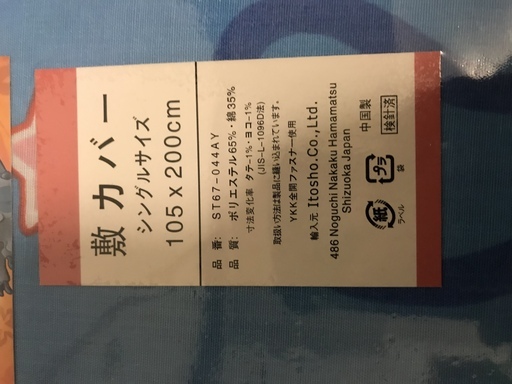 敷カバー
シングルサイズ
105 x 200cm
品 番: ST67-044AY
品 質: ポリエステル65%・綿35%
寸法変化率 タテ-1%・ヨコ-1%
(JIS-L-1096D法)
取扱い方法は製品に縫い込まれています。
YKK全開ファスナー使用
輸入元 Itosho.Co.,Ltd.
486 Noguchi Nakaku Hamamatsu
Shizuoka Japan
中国製 検針済
紙 プラ
ラベル 袋